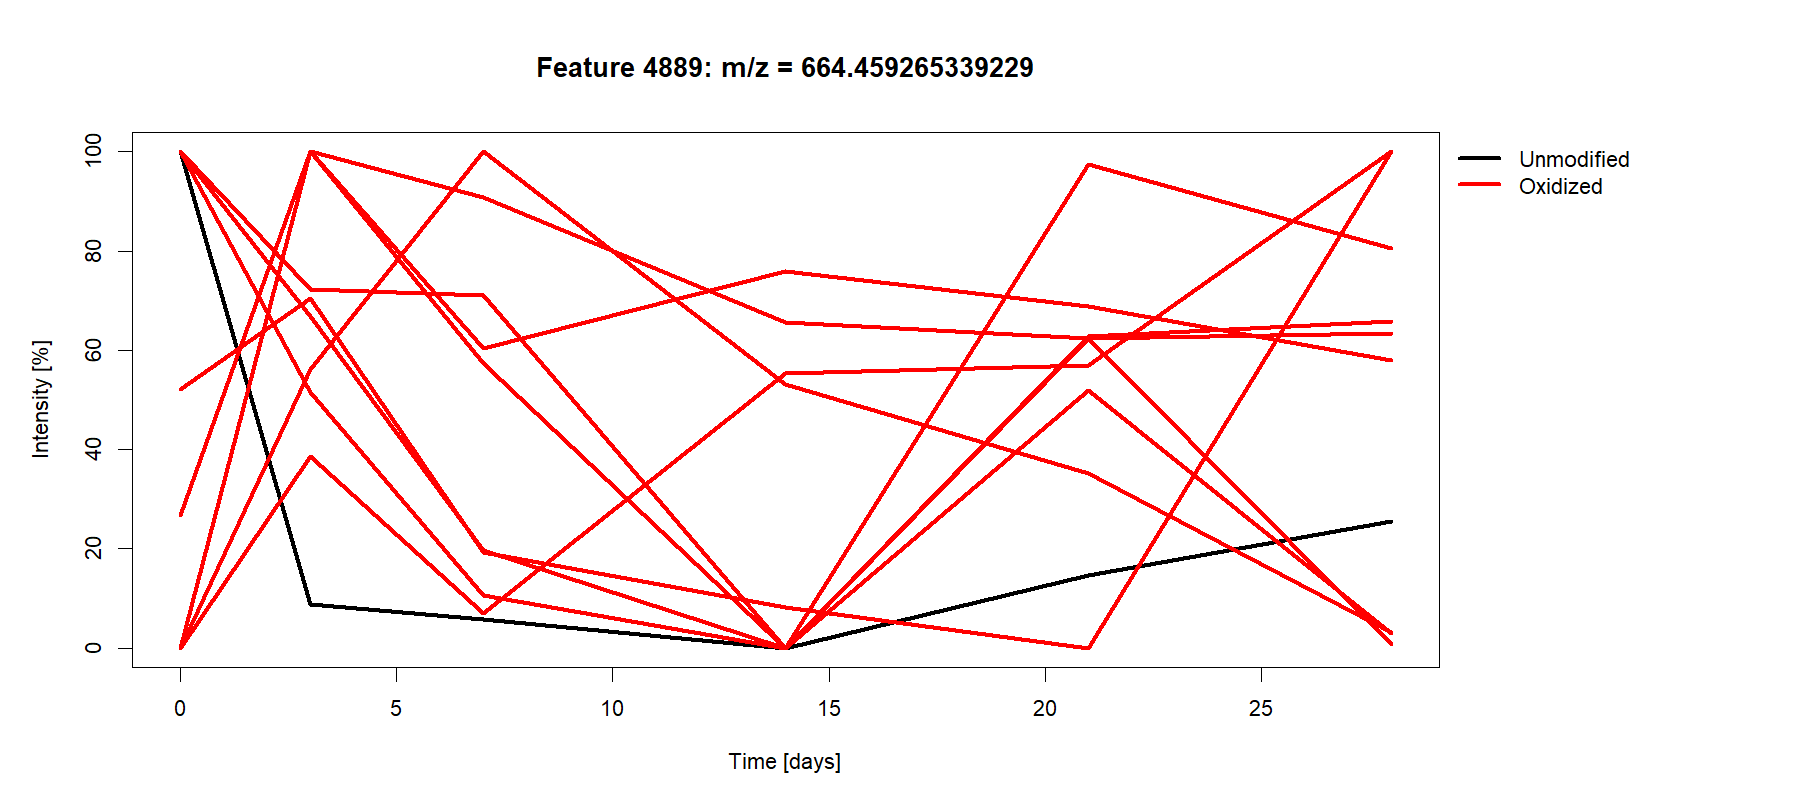 Feature 4889: m/z = 664.459265339229
Unmodified
Oxidized
Intensity [%]
100
80
60
40
20
0
0 5 10 15 20 25
Time [days]